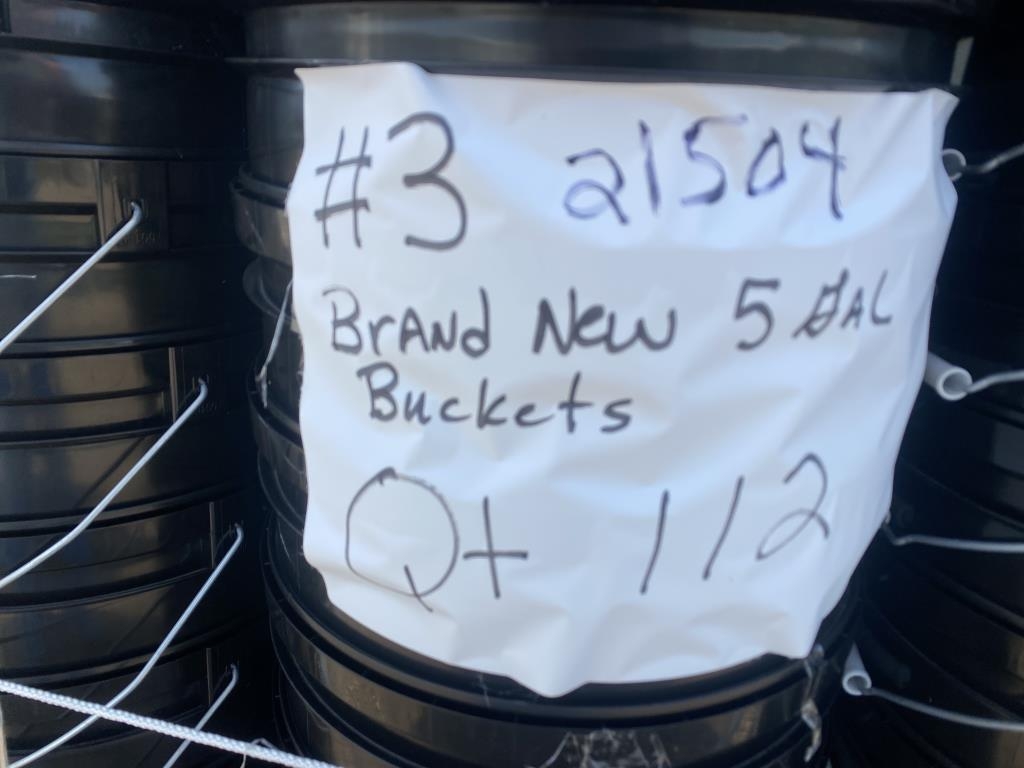 #3 21504
Brand New 5 GAL
Buckets
Qt 112